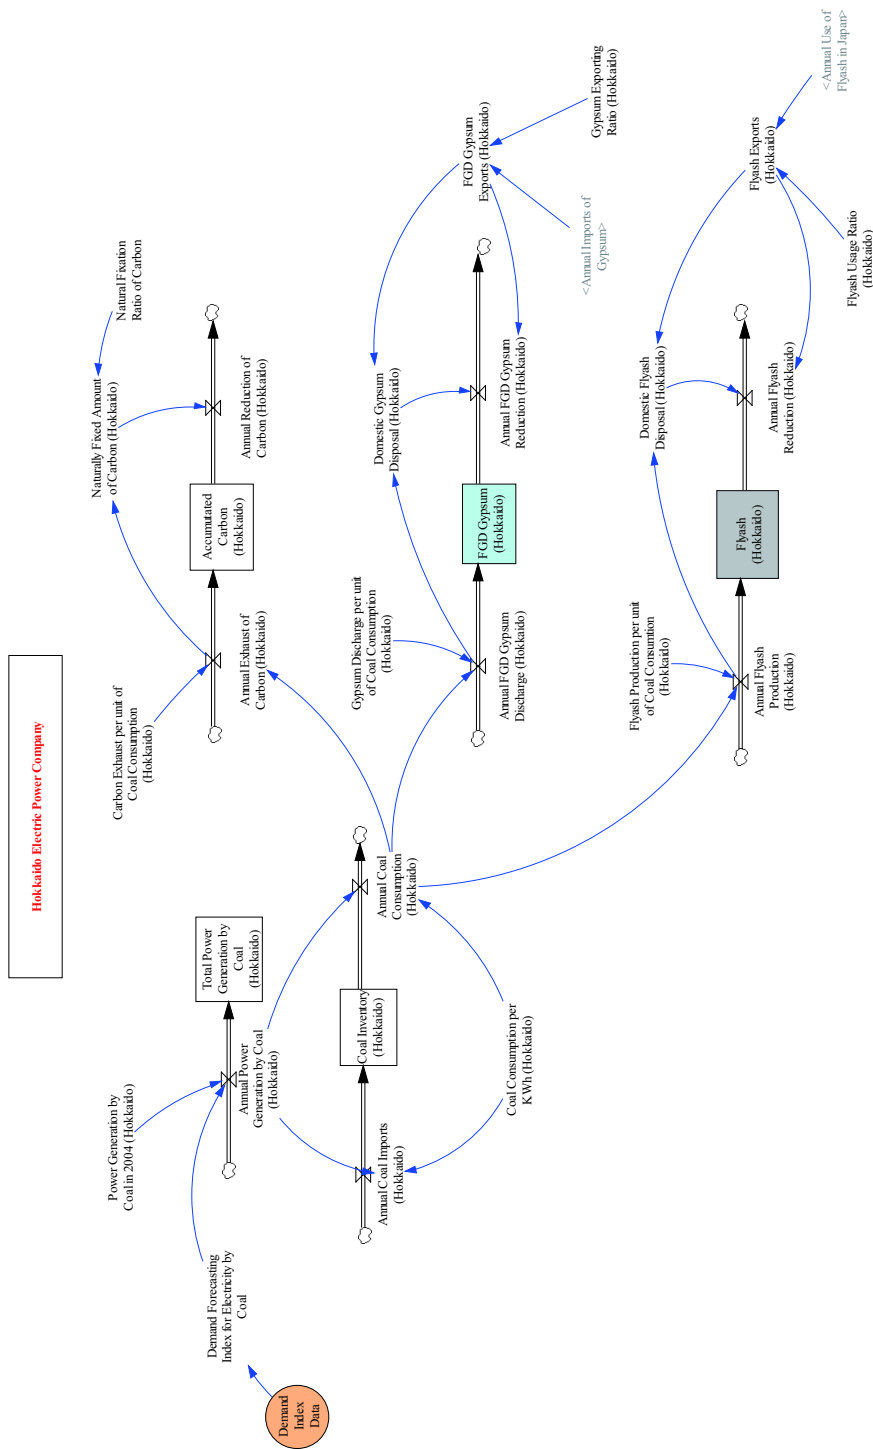 Hokkaido Electric Power Company
Demand
Index
Data
Demand Forecasting
Index for Electricity by
Coal
Power Generation by
Coal in 2004 (Hokkaido)
Annual Power
Generation by Coal
(Hokkaido)
Total Power
Generation by
Coal
(Hokkaido)
Annual Coal Imports
(Hokkaido)
Coal Inventory
(Hokkaido)
Annual Coal
Consumption
(Hokkaido)
Coal Consumption per
KWh (Hokkaido)
Carbon Exhaust per unit of
Coal Consumption
(Hokkaido)
Annual Exhaust of
Carbon (Hokkaido)
Accumutated
Carbon
(Hokkaido)
Naturally Fixed Amount
of Carbon (Hokkaido)
Annual Reduction of
Carbon (Hokkaido)
Natural Fixation
Ratio of Carbon
Gypsum Discharge per unit
of Coal Consumption
(Hokkaido)
Annual FGD Gypsum
Discharge (Hokkaido)
FGD Gypsum
(Hokkaido)
Domestic Gypsum
Disposal (Hokkaido)
Annual FGD Gypsum
Reduction (Hokkaido)
FGD Gypsum
Exports (Hokkaido)
<Annual Imports of
Gypsum>
Gypsum Exporting
Ratio (Hokkaido)
Flyash Production per unit
of Coal Consumtion
(Hokkaido)
Annual Flyash
Production
(Hokkaido)
Flyash
(Hokkaido)
Domestic Flyash
Disposal (Hokkaido)
Annual Flyash
Reduction (Hokkaido)
Flyash Exports
(Hokkaido)
Flyash Usage Ratio
(Hokkaido)
<Annual Use of
Flyash in Japan>